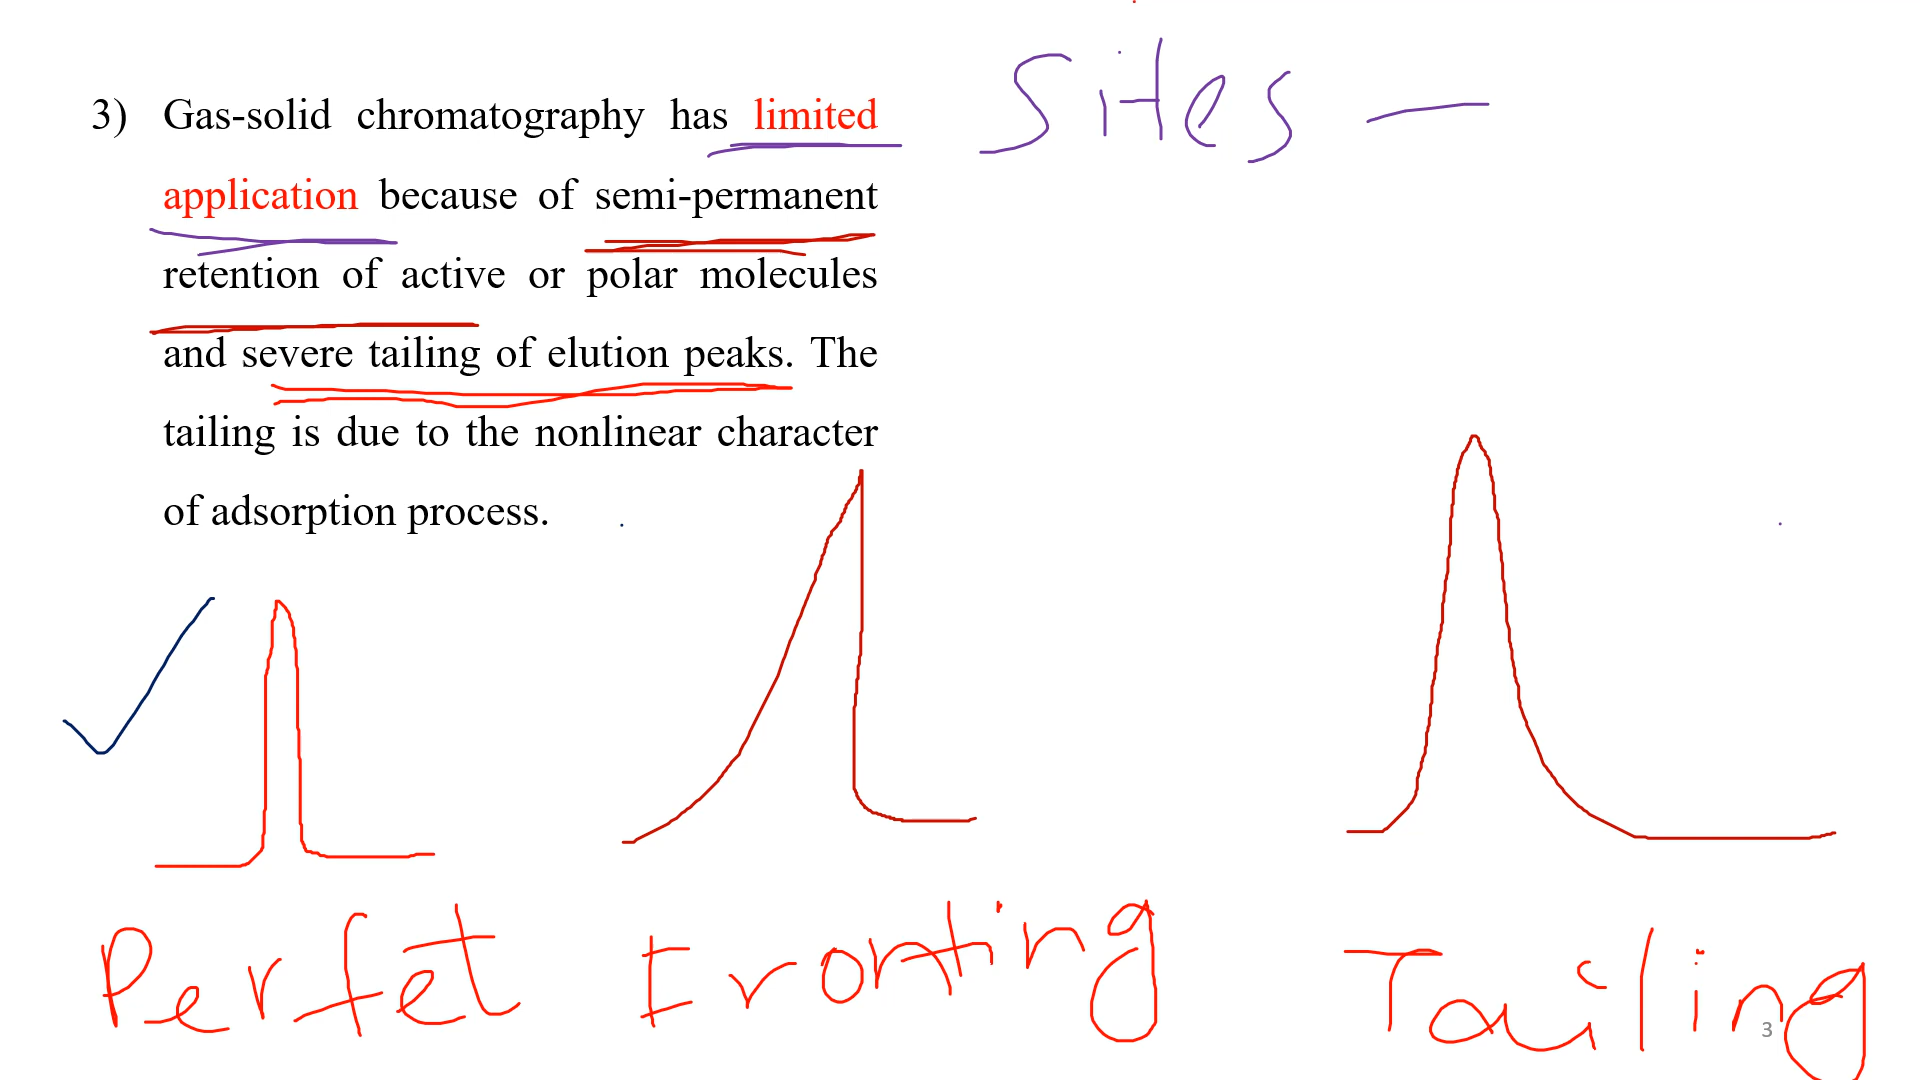 Sites —
3) Gas-solid chromatography has limited
application because of semi-permanent
retention of active or polar molecules
and severe tailing of elution peaks. The
tailing is due to the nonlinear character
of adsorption process.
Perfet Eronting Tailing
3